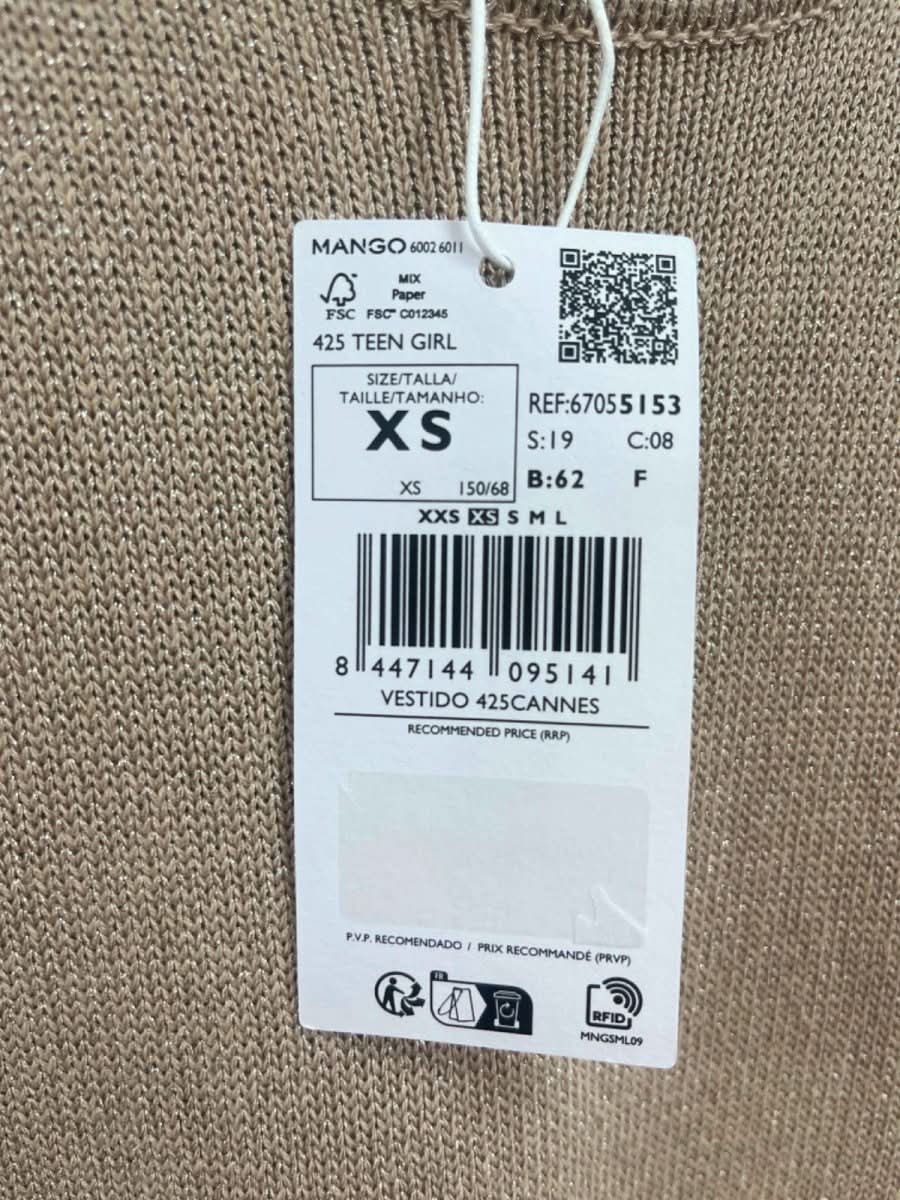 MANGO 6002 6011
MIX
Paper
FSC FSC™ C012345
425 TEEN GIRL
SIZE/TALLA/
TAILLE/TAMANHO:
XS
XS 150/68
REF:67055153
S:19 C:08
B:62 F
XXS XS S M L
8 447144 095141
VESTIDO 425CANNES
RECOMMENDED PRICE (RRP)
P.V.P. RECOMENDADO / PRIX RECOMMANDÉ (PRVP)
FR
RFID
MNGSML09